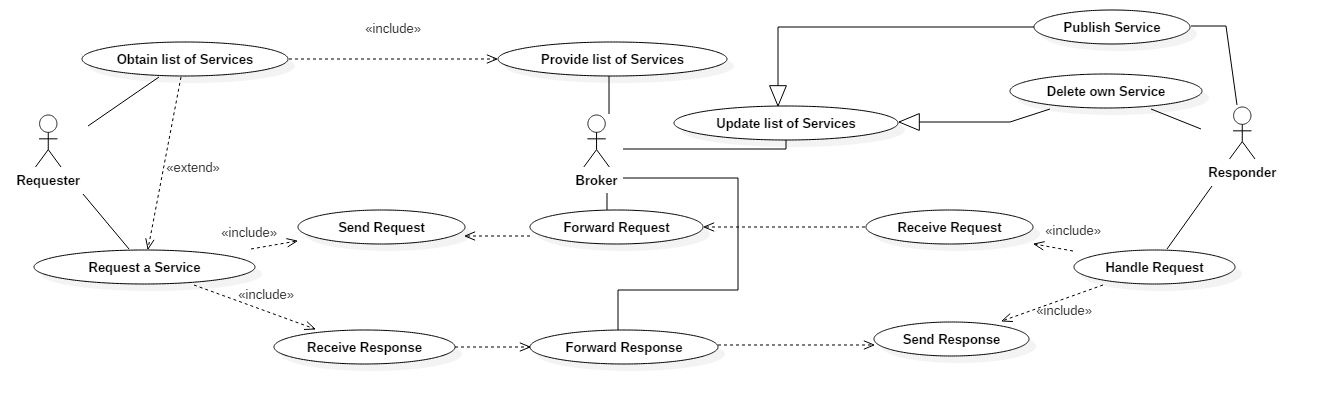 Publish Service
«include»
Obtain list of Services
Provide list of Services
Delete own Service
Update list of Services
«extend»
Requester
Broker
Responder
«include»
Send Request
Forward Request
Receive Request
«include»
Request a Service
Handle Request
«include»
«include»
Receive Response
Forward Response
Send Response